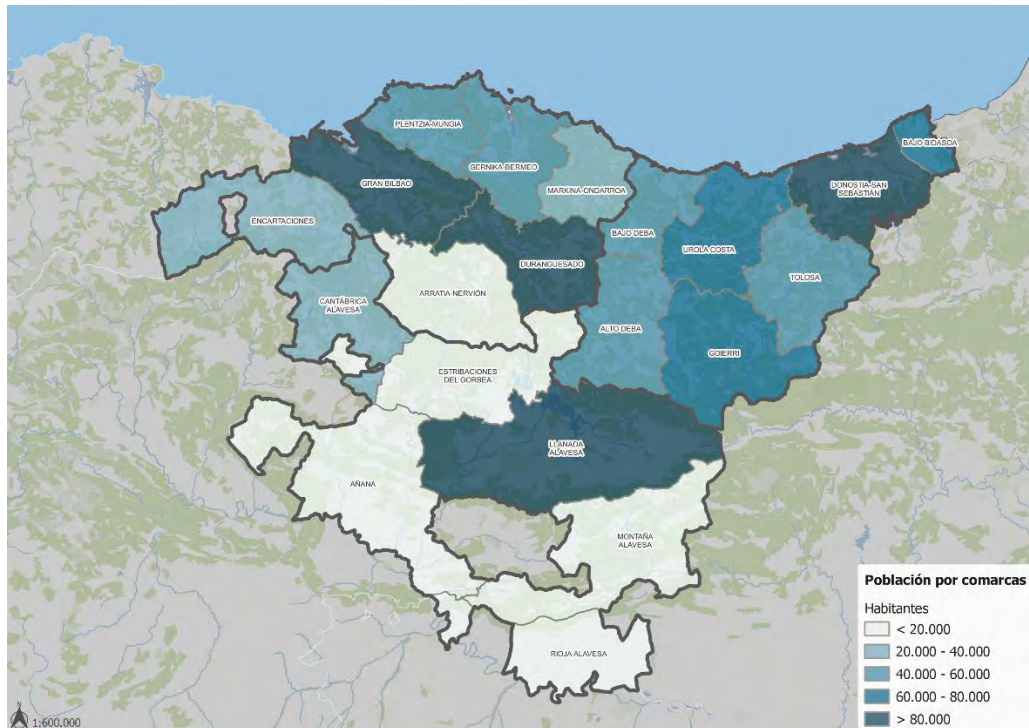 BAJO BIDASOA
PLENTZIA-MUNGIA
GERNIKA-BERMEO
GRAN BILBAO
MARKINA-ONDARROA
DONOSTIA-SAN
SEBASTIÁN
ENCARTACIONES
BAJO DEBA
UROLA COSTA
DURANGUESADO
TOLOSA
ARRATIA-NERVIÓN
CANTÁBRICA
ALAVESA
ALTO DEBA
GOIERRI
ESTRIBACIONES
DEL GORBEA
LLANADA
ALAVESA
AÑANA
MONTAÑA
ALAVESA
RIOJA ALAVESA
Población por comarcas
Habitantes
< 20.000
20.000 - 40.000
40.000 - 60.000
60.000 - 80.000
> 80.000
N
1:600.000